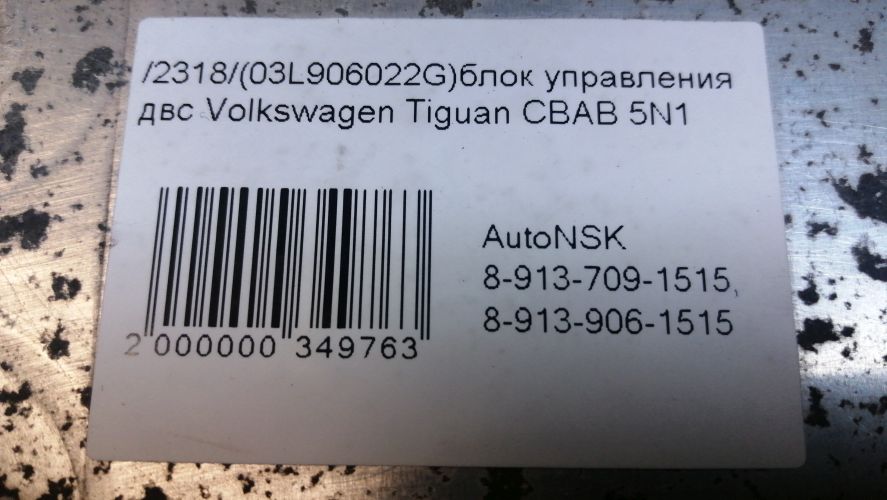 /2318/(03L906022G)блок управления
двс Volkswagen Tiguan CBAB 5N1
AutoNSK
8-913-709-1515,
8-913-906-1515
2 000000 349763